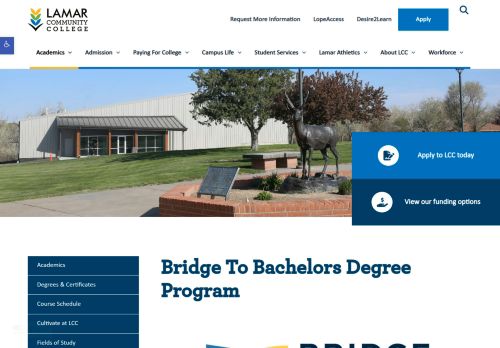 LAMAR
COMMUNITY
COLLEGE
Request More Information
LopeAccess
Desire2Learn
Apply
Academics
Admission
Paying For College
Campus Life
Student Services
Lamar Athletics
About LCC
Workforce
Apply to LCC today
View our funding options
Academics
Degrees & Certificates
Course Schedule
Cultivate at LCC
Fields of Study
Bridge To Bachelors Degree
Program
BRIDGE